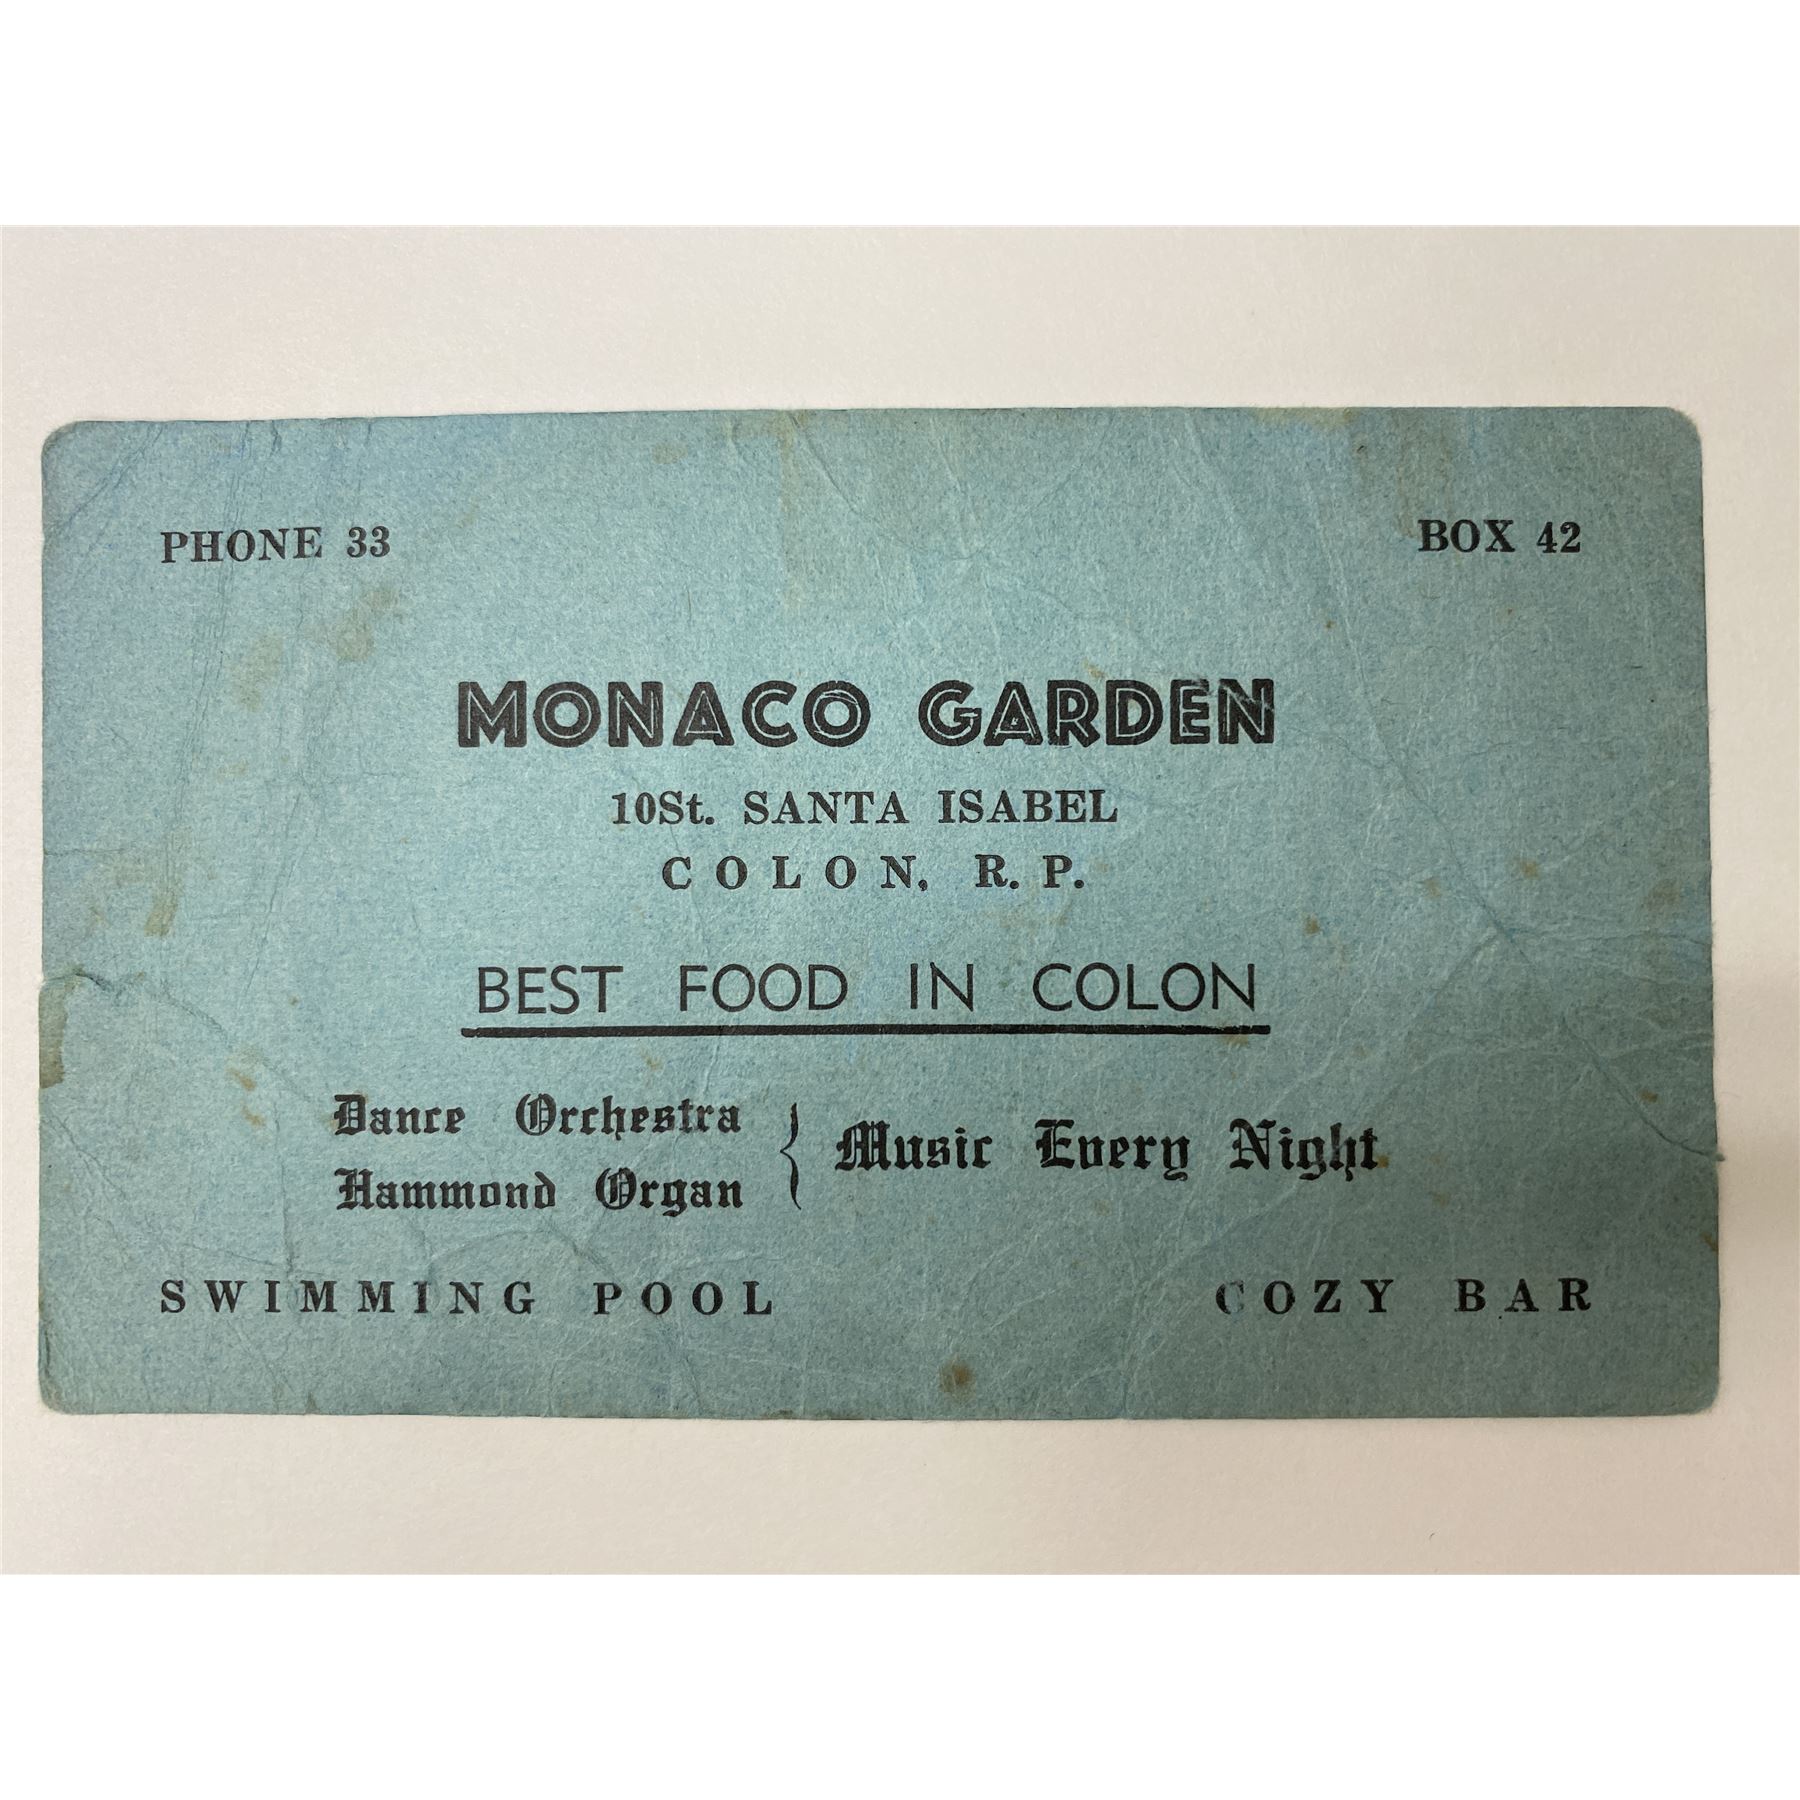 PHONE 33
BOX 42
MONACO GARDEN
10St. SANTA ISABEL
COLON, R. P.
BEST FOOD IN COLON
Dance Orchestra
Hammond Organ
Music Every Night
SWIMMING POOL
COZY BAR